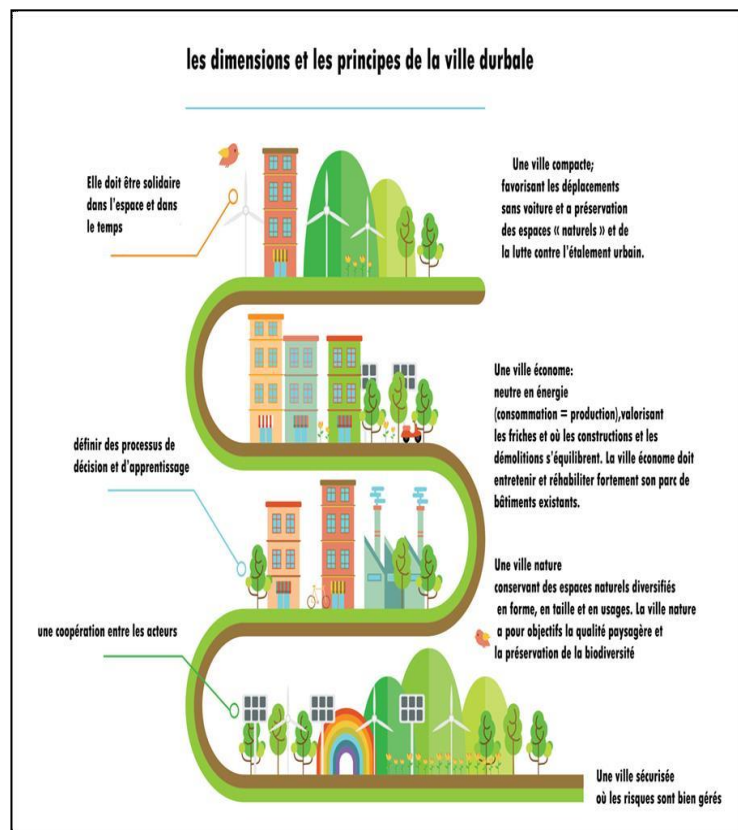 les dimensions et les principes de la ville durbale
Elle doit être solidaire
dans l'espace et dans
le temps
Une ville compacte;
favorisant les déplacements
sans voiture et a préservation
des espaces « naturels » et de
la lutte contre l'étalement urbain.
Une ville économe:
neutre en énergie
(consommation = production),valorisant
les friches et où les constructions et les
démolitions s'équilibrent. La ville économe doit
entretenir et réhabiliter fortement son parc de
bâtiments existants.
définir des processus de
décision et d'apprentissage
Une ville nature
conservant des espaces naturels diversifiés
en forme, en taille et en usages. La ville nature
a pour objectifs la qualité paysagère et
la préservation de la biodiversité
une coopération entre les acteurs
Une ville sécurisée
où les risques sont bien gérés